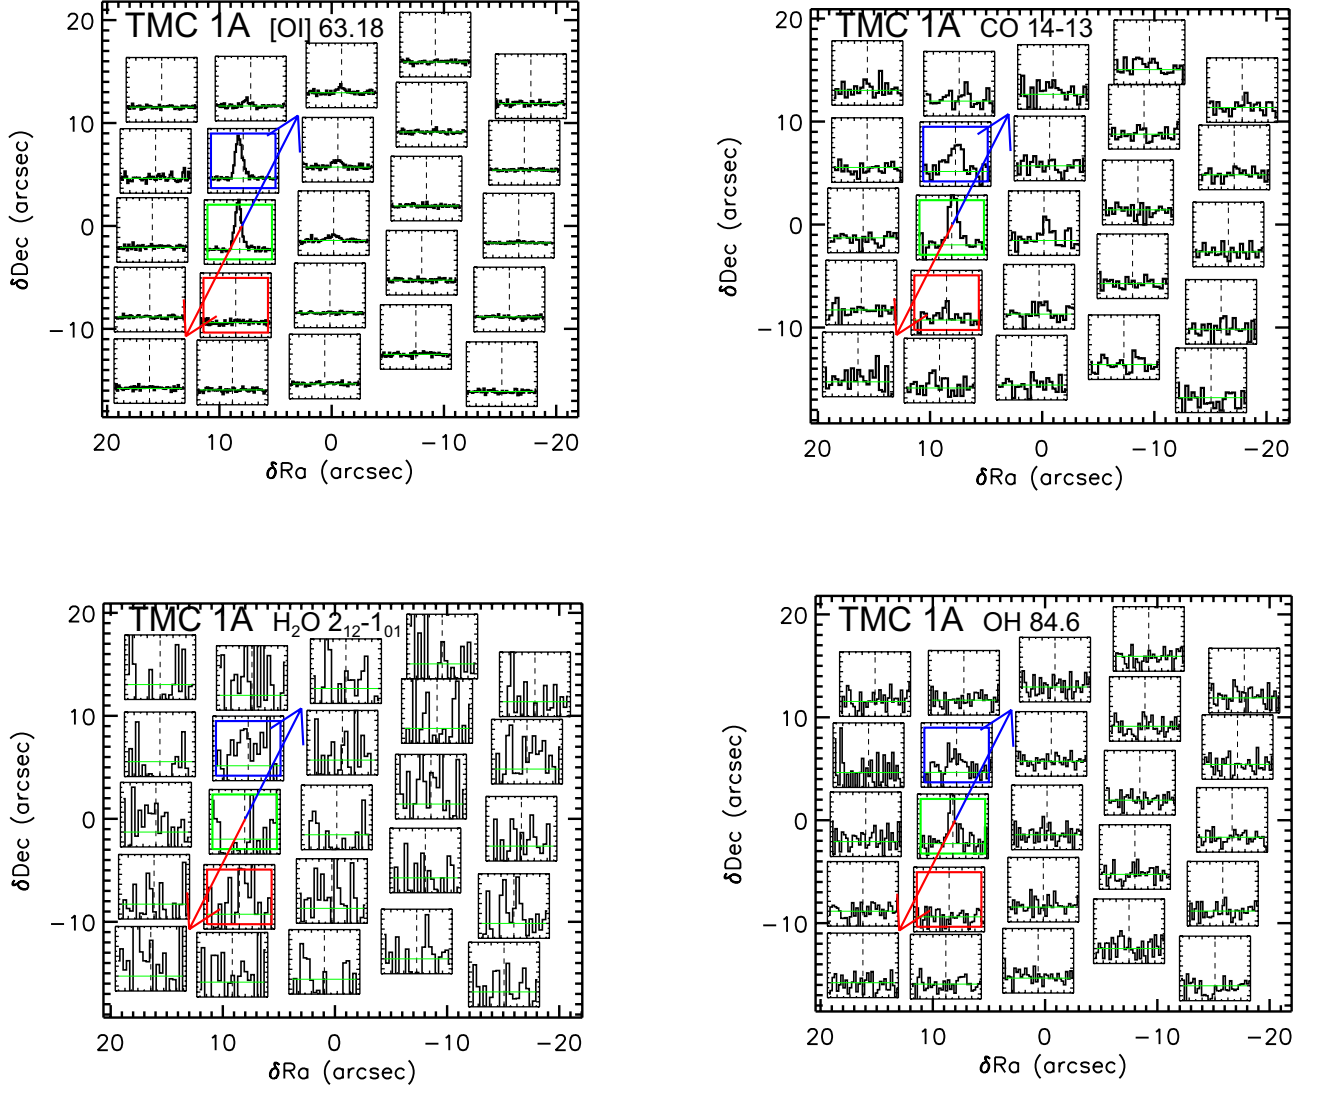 TMC 1A [OI] 63.18
20
10
0
−10
20 10 0 −10 −20
δRa (arcsec)
δDec (arcsec)
TMC 1A CO 14-13
20
10
0
−10
20 10 0 −10 −20
δRa (arcsec)
δDec (arcsec)
TMC 1A H₂O 2₁₂-1₀₁
20
10
0
−10
20 10 0 −10 −20
δRa (arcsec)
δDec (arcsec)
TMC 1A OH 84.6
20
10
0
−10
20 10 0 −10 −20
δRa (arcsec)
δDec (arcsec)